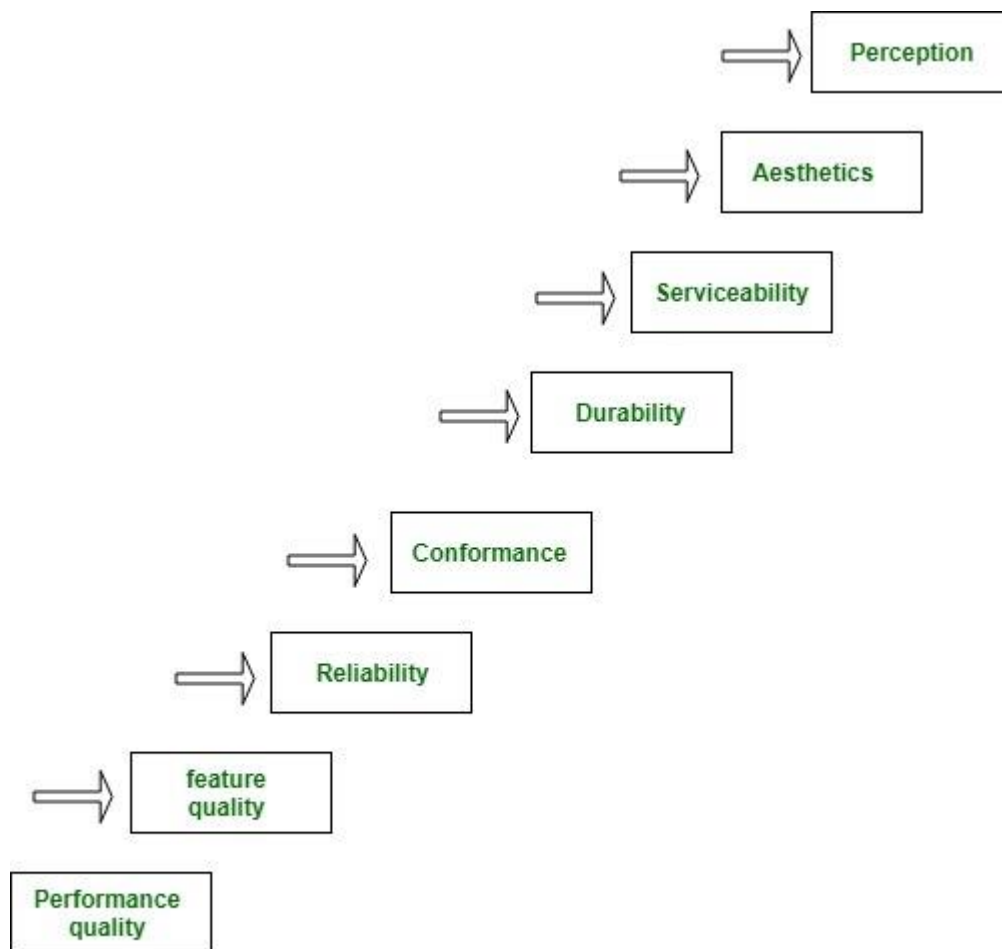 Perception
Aesthetics
Serviceability
Durability
Conformance
Reliability
feature
quality
Performance
quality